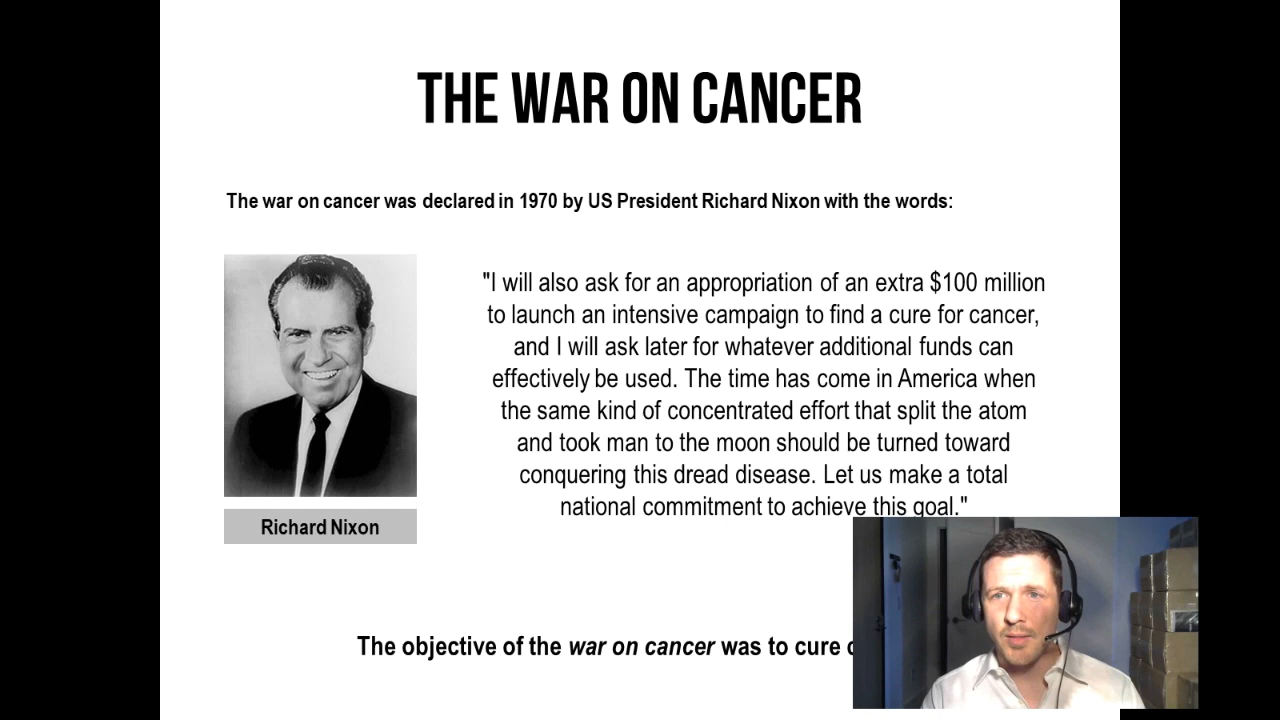 THE WAR ON CANCER
The war on cancer was declared in 1970 by US President Richard Nixon with the words:
"I will also ask for an appropriation of an extra $100 million
to launch an intensive campaign to find a cure for cancer,
and I will ask later for whatever additional funds can
effectively be used. The time has come in America when
the same kind of concentrated effort that split the atom
and took man to the moon should be turned toward
conquering this dread disease. Let us make a total
national commitment to achieve this goal."
Richard Nixon
The objective of the war on cancer was to cure